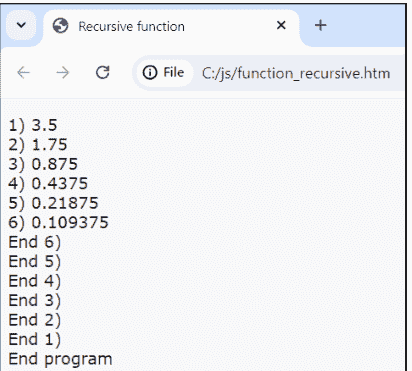 Recursive function
File C:/js/function_recursive.htm
1) 3.5
2) 1.75
3) 0.875
4) 0.4375
5) 0.21875
6) 0.109375
End 6)
End 5)
End 4)
End 3)
End 2)
End 1)
End program